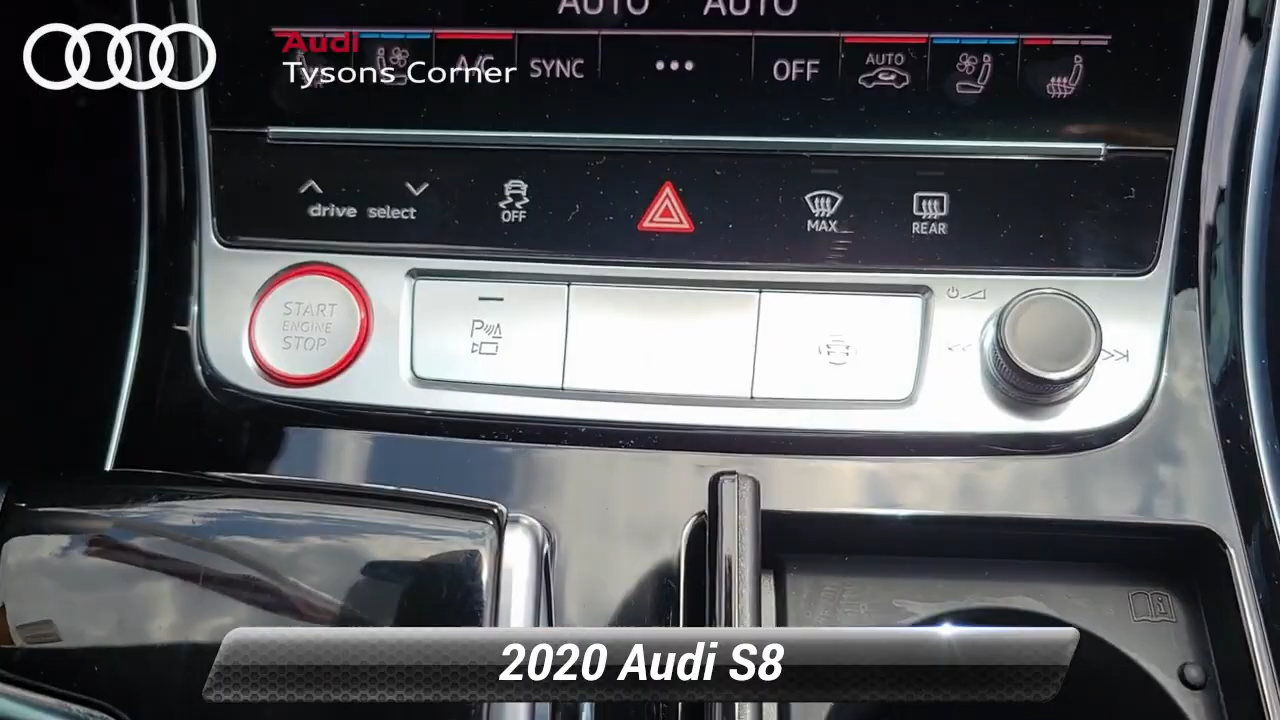 AUTO AUTO
Audi
Tysons Corner
A/C SYNC ••• OFF AUTO
drive select
OFF
MAX
REAR
START
ENGINE
STOP
P
2020 Audi S8